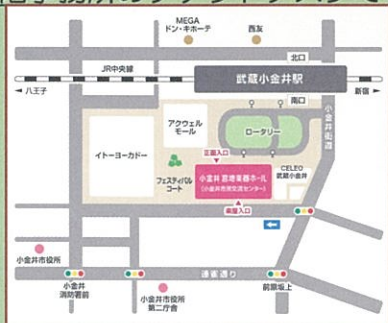 MEGA
ドン・キホーテ
西友
北口
JR中央線
武蔵小金井駅
八王子
新宿
南口
小金井街道
アクウェル
モール
ロータリー
イトーヨーカドー
正面入口
フェスティバル
コート
小金井 宮地楽器ホール
(小金井市民交流センター)
CELEO
武蔵小金井
楽屋入口
小金井市役所
連雀通り
小金井
消防署前
小金井市役所
第二庁舎
前原坂上